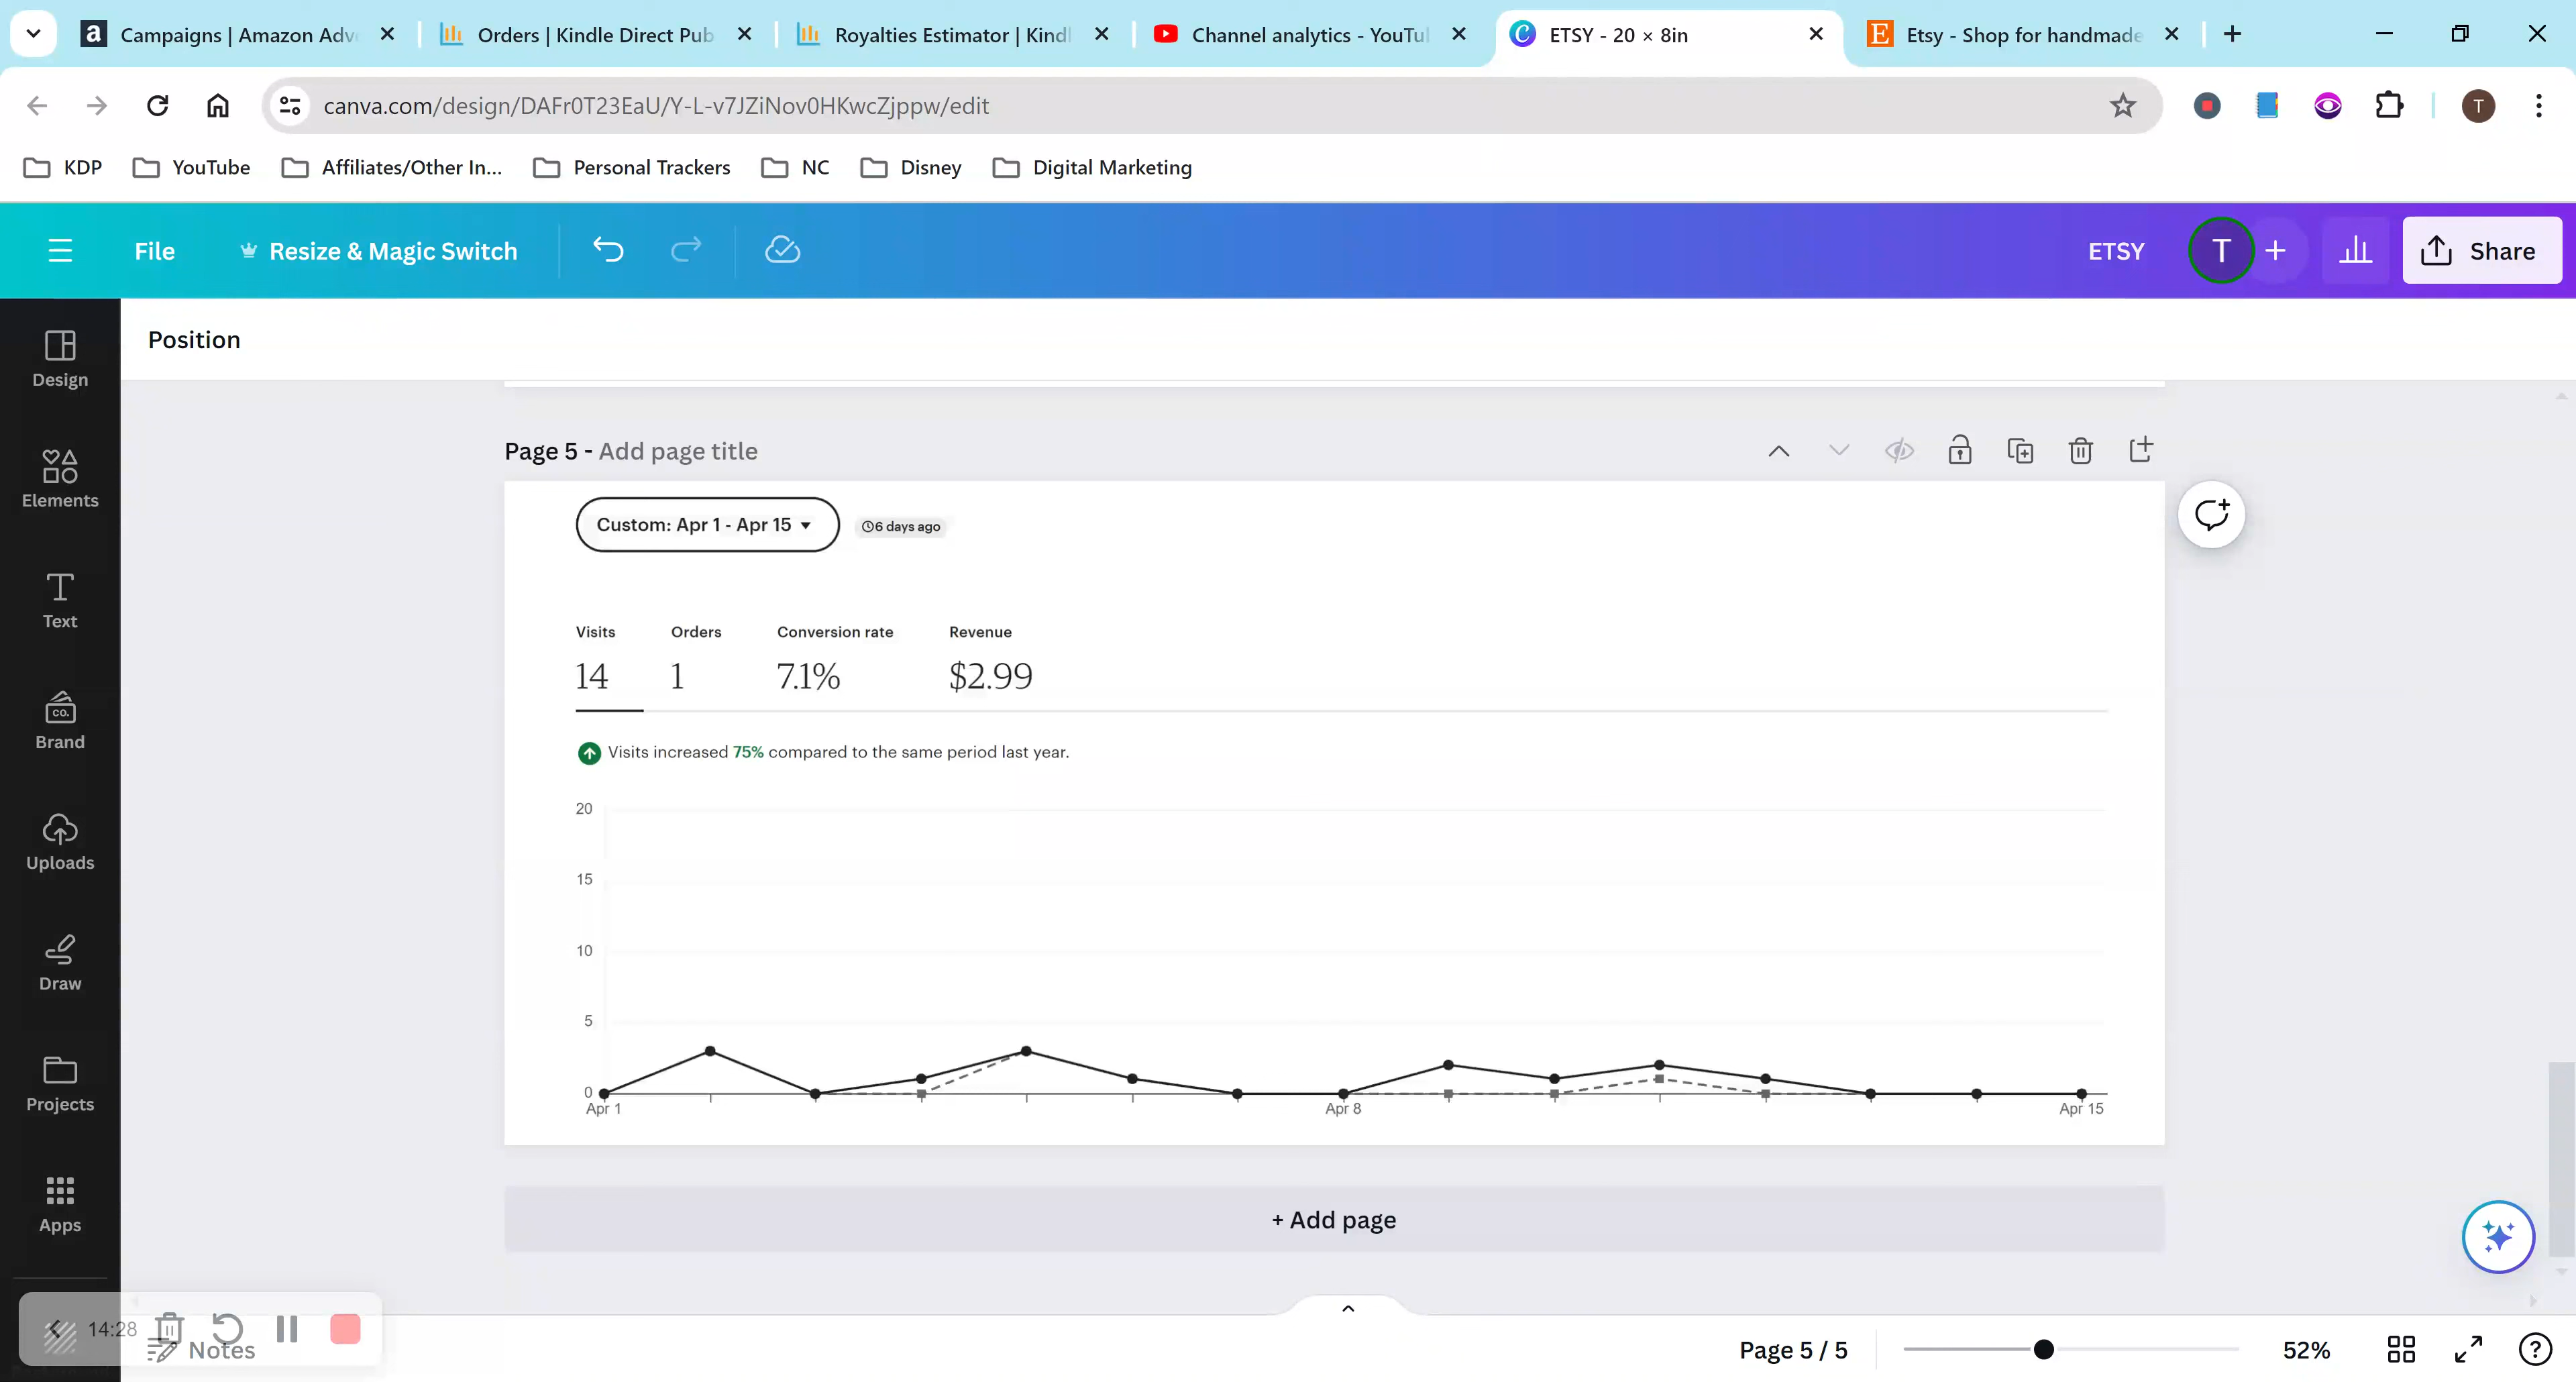 Campaigns | Amazon Adv
Orders | Kindle Direct Pub
Royalties Estimator | Kindl
Channel analytics - YouTu
ETSY - 20 × 8in
Etsy - Shop for handmade
canva.com/design/DAFr0T23EaU/Y-L-v7JZiNov0HKwcZjppw/edit
T
KDP
YouTube
Affiliates/Other In...
Personal Trackers
NC
Disney
Digital Marketing
File
Resize & Magic Switch
ETSY
T
Share
Position
Design
Elements
Text
CO.
Brand
Uploads
Draw
Projects
Apps
Page 5 - Add page title
Custom: Apr 1 - Apr 15
6 days ago
Visits Orders Conversion rate Revenue
14 1 7.1% $2.99
Visits increased 75% compared to the same period last year.
20
15
10
5
0
Apr 1 Apr 8 Apr 15
+ Add page
14:28
Notes
Page 5 / 5
52%